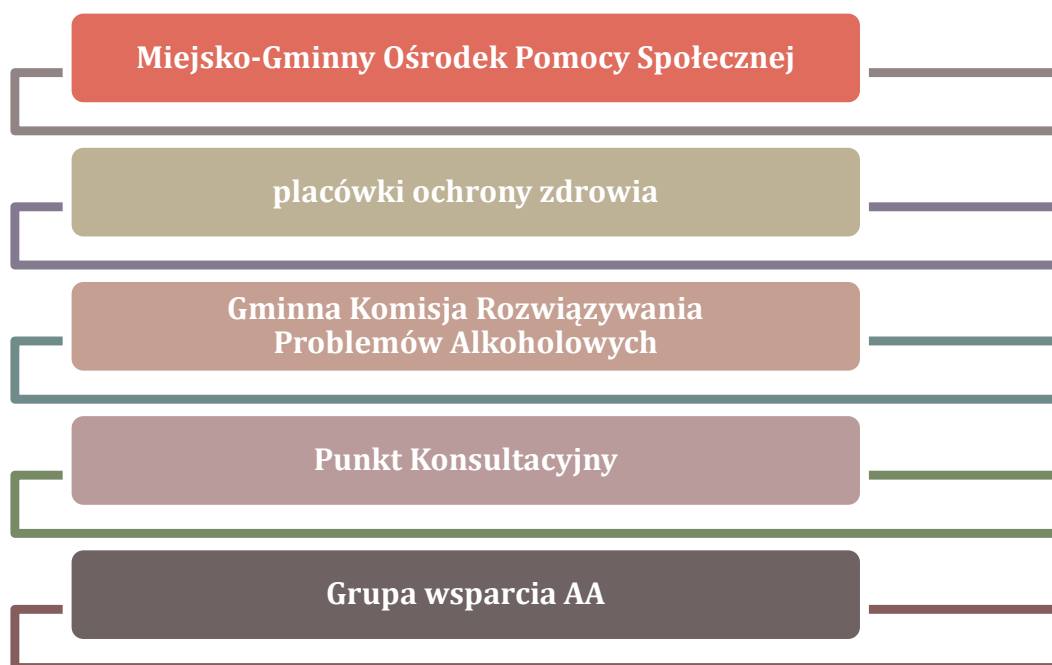 Miejsko-Gminny Ośrodek Pomocy Społecznej
placówki ochrony zdrowia
Gminna Komisja Rozwiązywania
Problemów Alkoholowych
Punkt Konsultacyjny
Grupa wsparcia AA